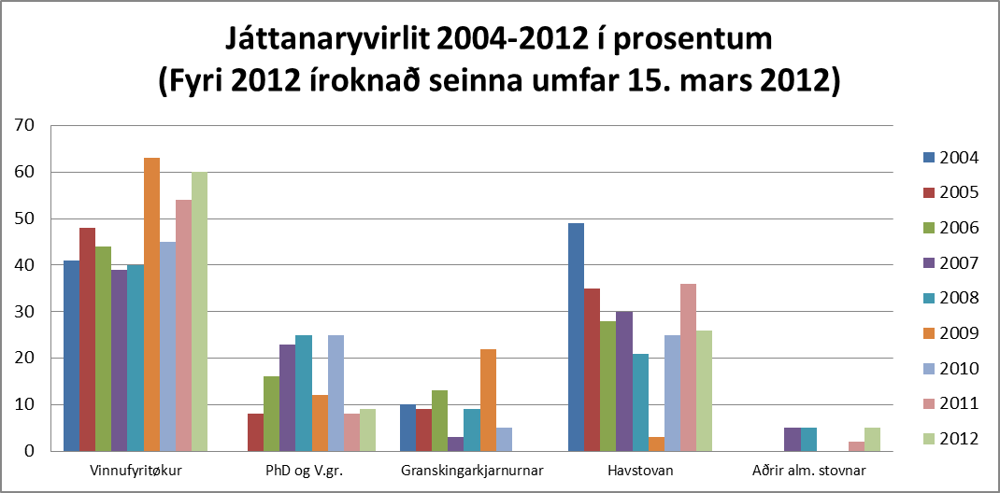 Játtanaryvirlit 2004-2012 í prosentum
(Fyri 2012 íroknað seinna umfar 15. mars 2012)
70
60
50
40
30
20
10
0
Vinnufyritøkur
PhD og V.gr.
Granskingarkjarnurnar
Havstovan
Aðrir alm. stovnar
2004
2005
2006
2007
2008
2009
2010
2011
2012